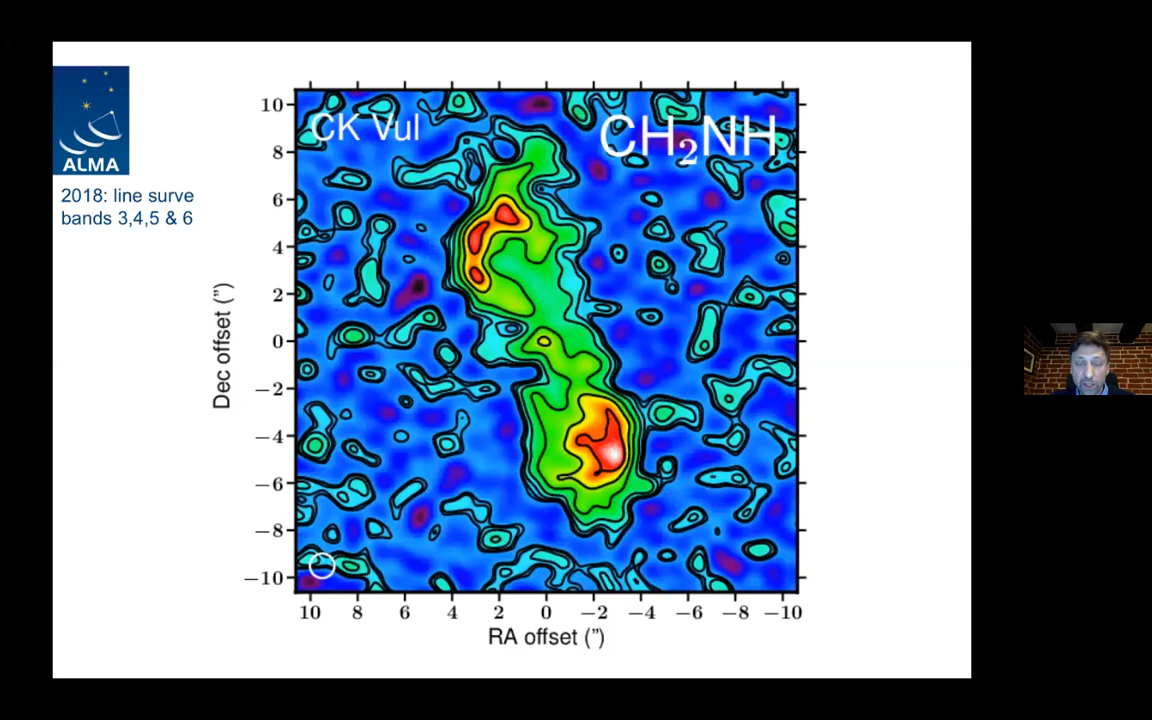 ALMA
2018: line surve
bands 3,4,5 & 6
CK Vul
CH₂NH
10
8
6
4
2
0
−2
−4
−6
−8
−10
Dec offset (")
10 8 6 4 2 0 −2 −4 −6 −8 −10
RA offset (")